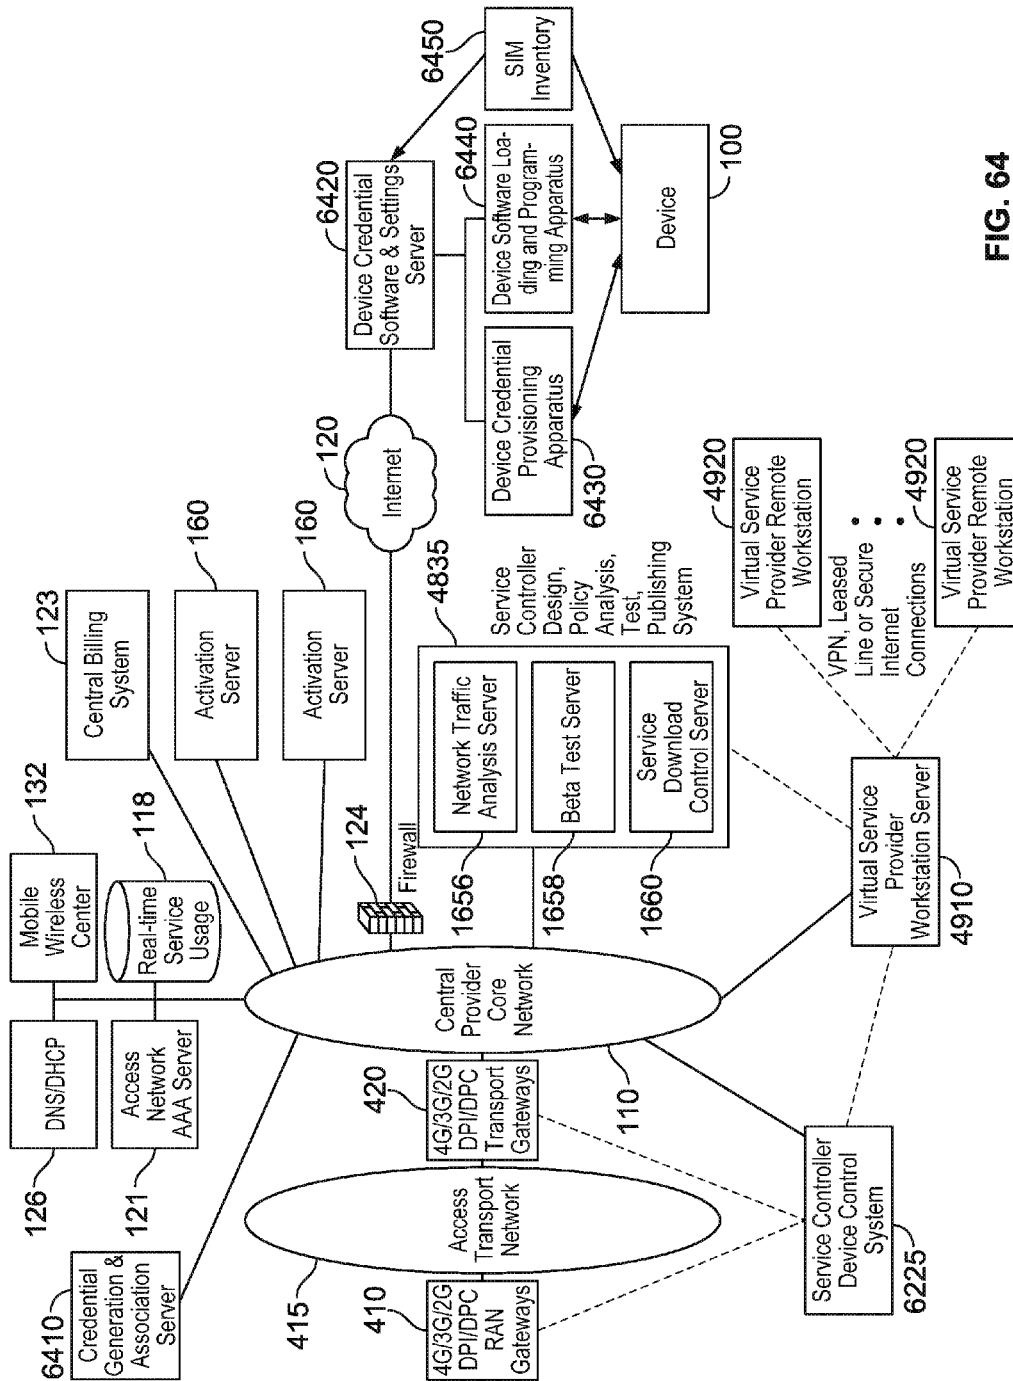 6410
Credential
Generation &
Association
Server
126
DNS/DHCP
Mobile
Wireless
Center
132
121
Access
Network
AAA Server
Real-time
Service
Usage
118
Central Billing
System
123
Activation
Server
160
Activation
Server
160
415
Access
Transport
Network
410
4G/3G/2G
DPI/DPC
RAN
Gateways
420
4G/3G/2G
DPI/DPC
Transport
Gateways
Central
Provider
Core
Network
110
124
Firewall
Internet
120
Device Credential
Software & Settings
Server
6420
Device Credential
Provisioning
Apparatus
6430
Device Software Loa-
ding and Program-
ming Apparatus
6440
SIM
Inventory
6450
Device
100
4835
Service
Controller
Design,
Policy
Analysis,
Test,
Publishing
System
Network Traffic
Analysis Server
1656
Beta Test Server
1658
Service
Download
Control Server
1660
Service Controller
Device Control
System
6225
Virtual Service
Provider
Workstation Server
4910
VPN, Leased
Line or Secure
Internet
Connections
Virtual Service
Provider Remote
Workstation
4920
Virtual Service
Provider Remote
Workstation
4920
FIG. 64